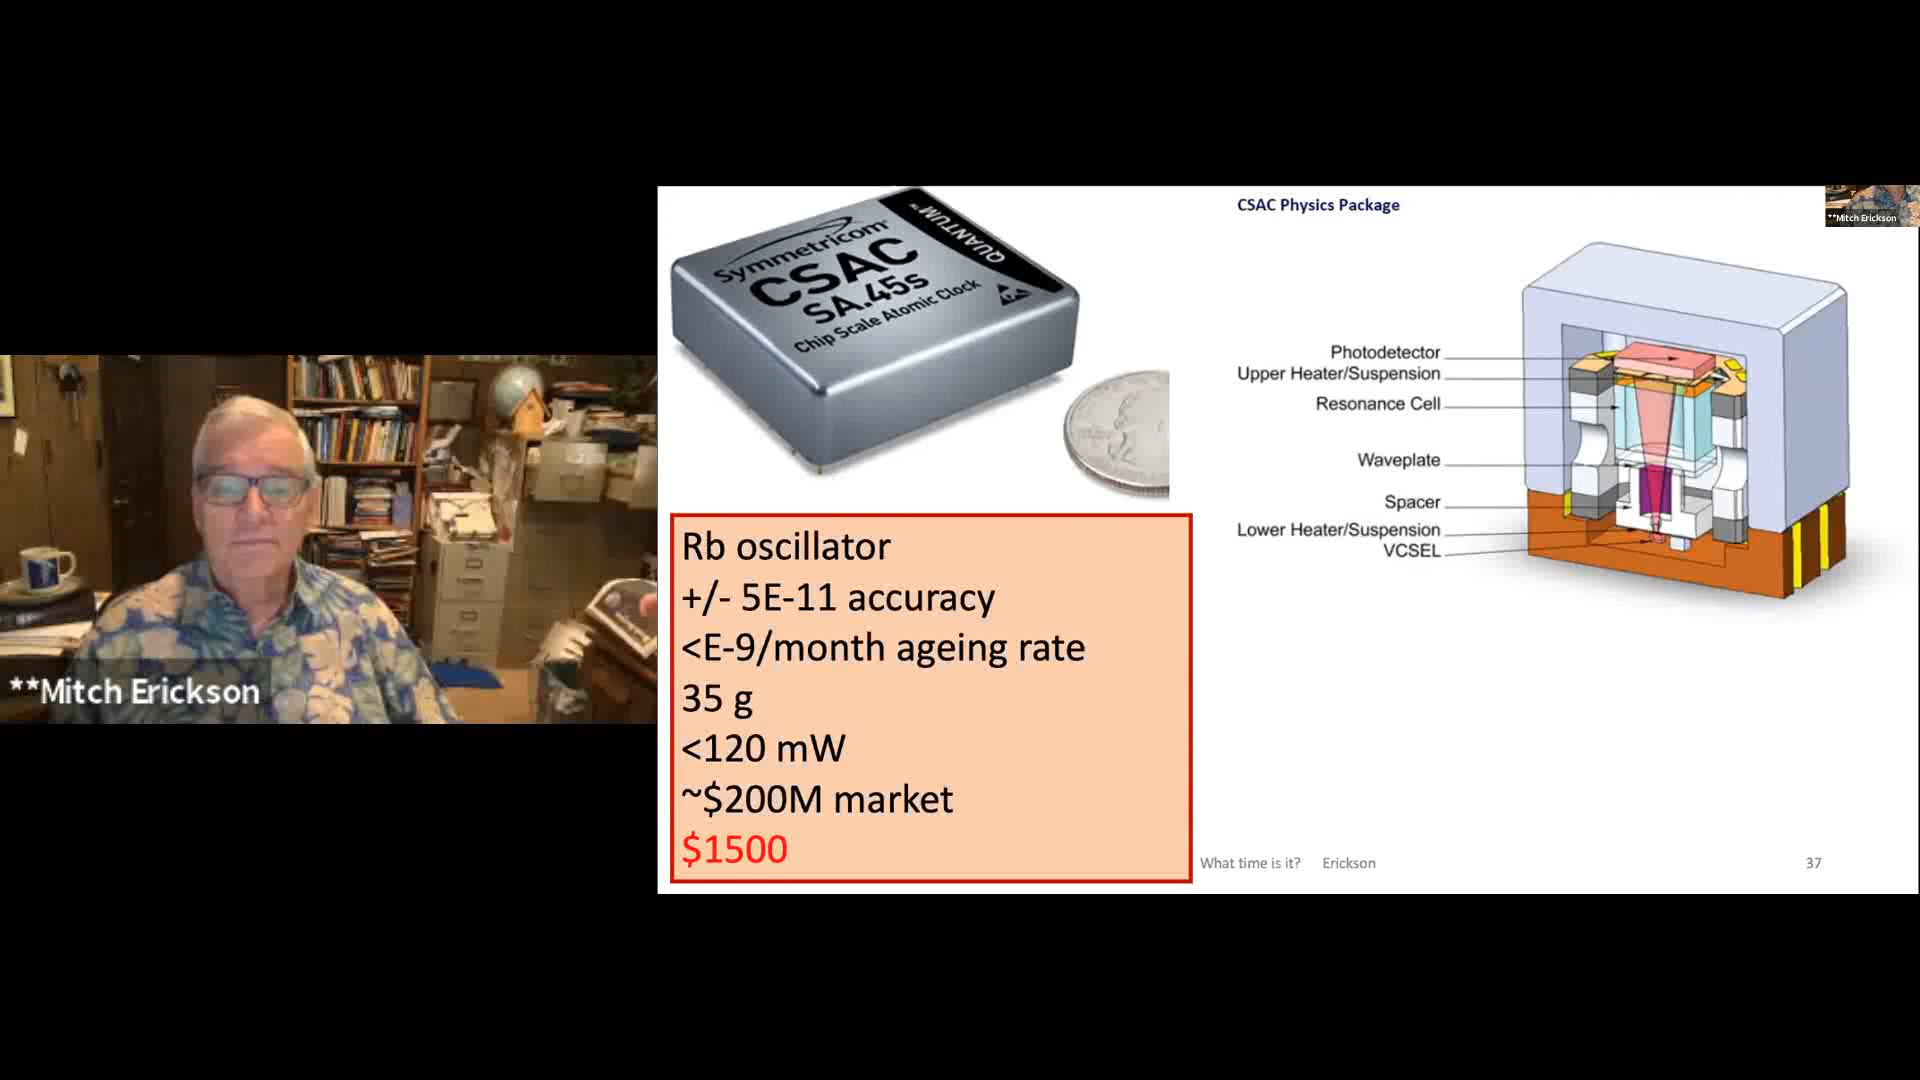 **Mitch Erickson
Symmetricom
QUANTUM™
CSAC
SA.45s
Chip Scale Atomic Clock
Rb oscillator
+/- 5E-11 accuracy
<E-9/month ageing rate
35 g
<120 mW
~$200M market
$1500
CSAC Physics Package
Photodetector
Upper Heater/Suspension
Resonance Cell
Waveplate
Spacer
Lower Heater/Suspension
VCSEL
What time is it? Erickson
37
**Mitch Erickson